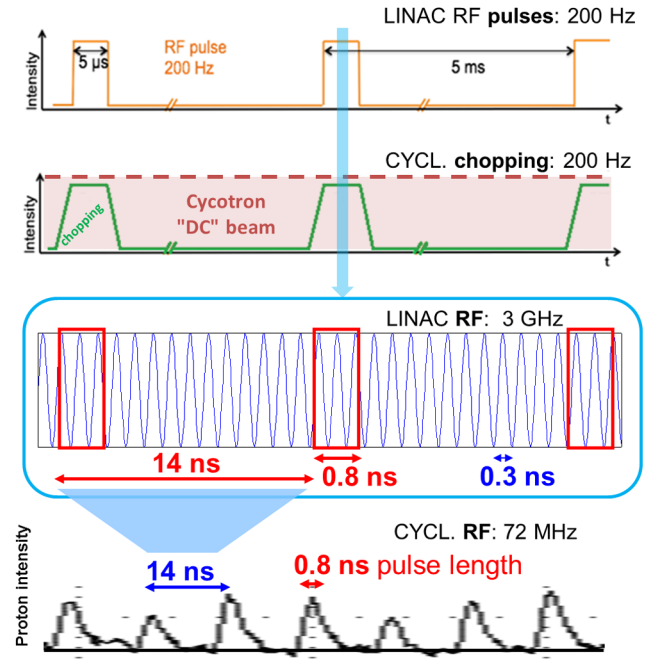 LINAC RF pulses: 200 Hz
Intensity
RF pulse
200 Hz
5 µs
5 ms
t
CYCL. chopping: 200 Hz
Intensity
chopping
Cycotron
"DC" beam
t
LINAC RF: 3 GHz
14 ns
0.8 ns
0.3 ns
CYCL. RF: 72 MHz
Proton intensity
14 ns
0.8 ns pulse length